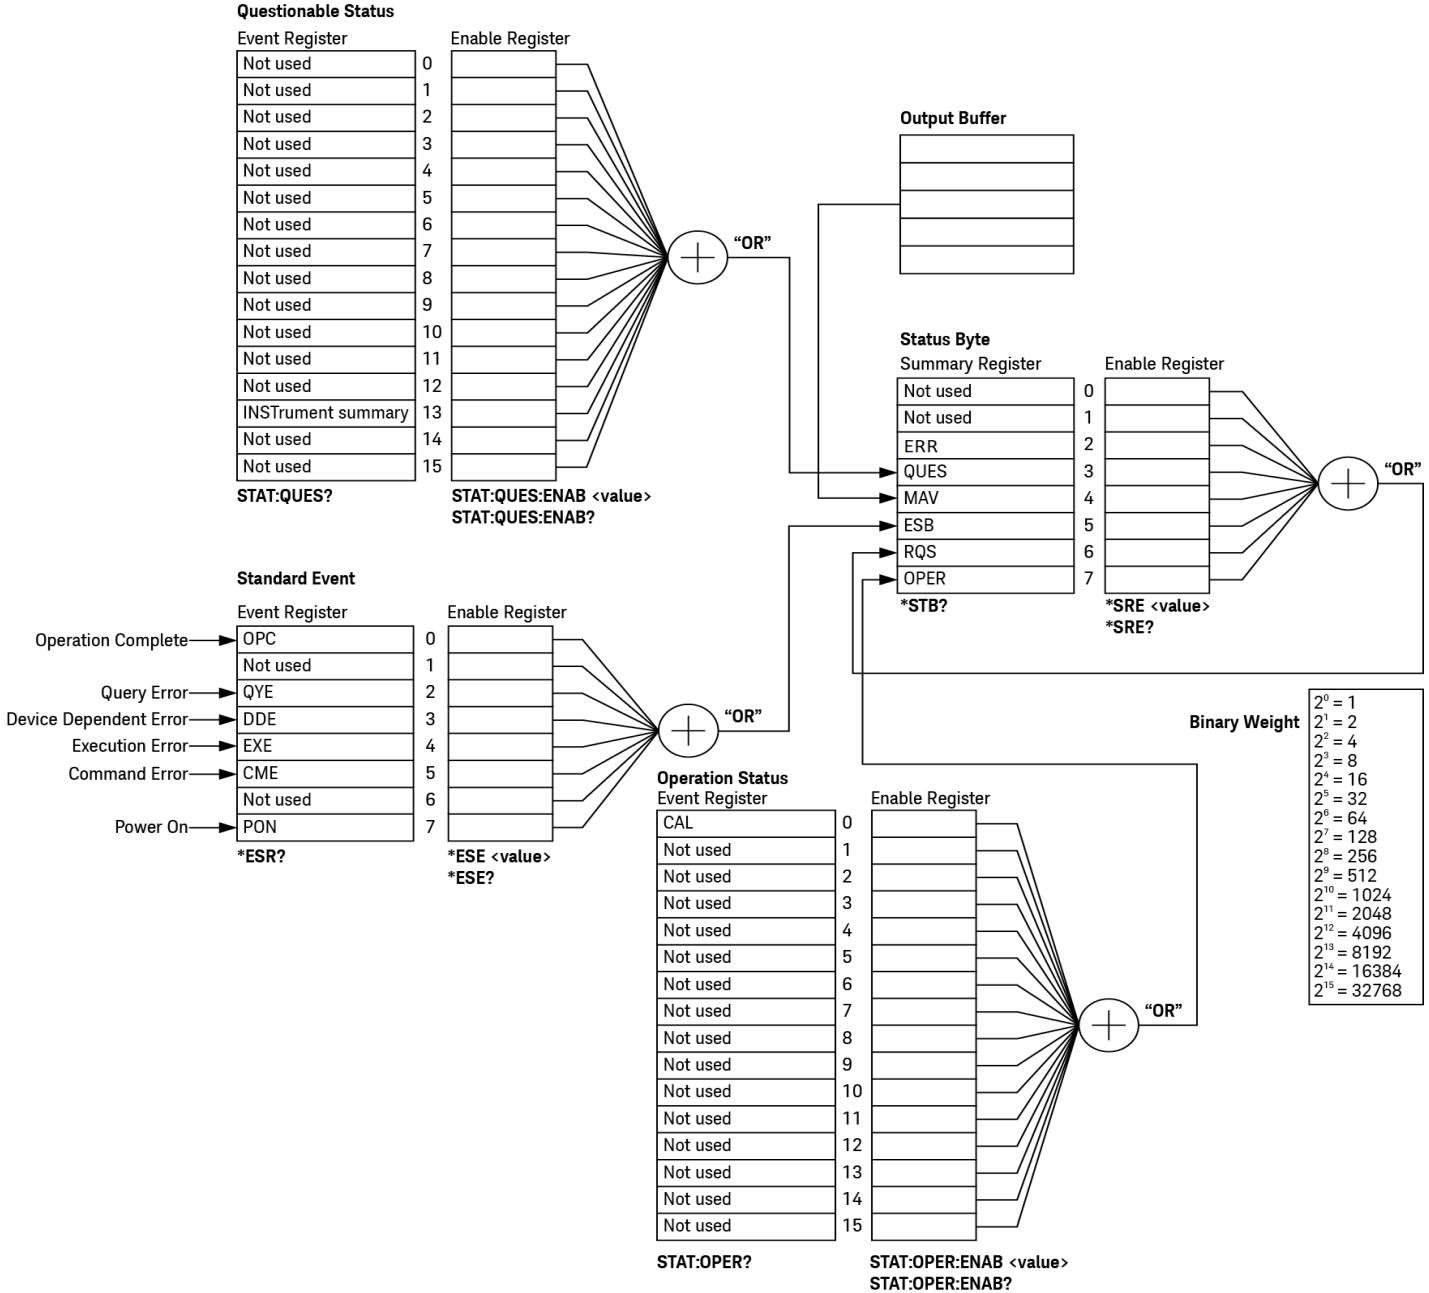 Questionable Status
Event Register
Enable Register
Not used 0
Not used 1
Not used 2
Not used 3
Not used 4
Not used 5
Not used 6
Not used 7
Not used 8
Not used 9
Not used 10
Not used 11
Not used 12
INSTrument summary 13
Not used 14
Not used 15
"OR"
STAT:QUES?
STAT:QUES:ENAB <value>
STAT:QUES:ENAB?
Output Buffer
Status Byte
Summary Register
Enable Register
Not used 0
Not used 1
ERR 2
QUES 3
MAV 4
ESB 5
RQS 6
OPER 7
"OR"
*STB?
*SRE <value>
*SRE?
Standard Event
Event Register
Enable Register
Operation Complete OPC 0
Not used 1
Query Error QYE 2
Device Dependent Error DDE 3
Execution Error EXE 4
Command Error CME 5
Not used 6
Power On PON 7
"OR"
*ESR?
*ESE <value>
*ESE?
Binary Weight
2⁰ = 1
2¹ = 2
2² = 4
2³ = 8
2⁴ = 16
2⁵ = 32
2⁶ = 64
2⁷ = 128
2⁸ = 256
2⁹ = 512
2¹⁰ = 1024
2¹¹ = 2048
2¹² = 4096
2¹³ = 8192
2¹⁴ = 16384
2¹⁵ = 32768
Operation Status
Event Register
Enable Register
CAL 0
Not used 1
Not used 2
Not used 3
Not used 4
Not used 5
Not used 6
Not used 7
Not used 8
Not used 9
Not used 10
Not used 11
Not used 12
Not used 13
Not used 14
Not used 15
"OR"
STAT:OPER?
STAT:OPER:ENAB <value>
STAT:OPER:ENAB?